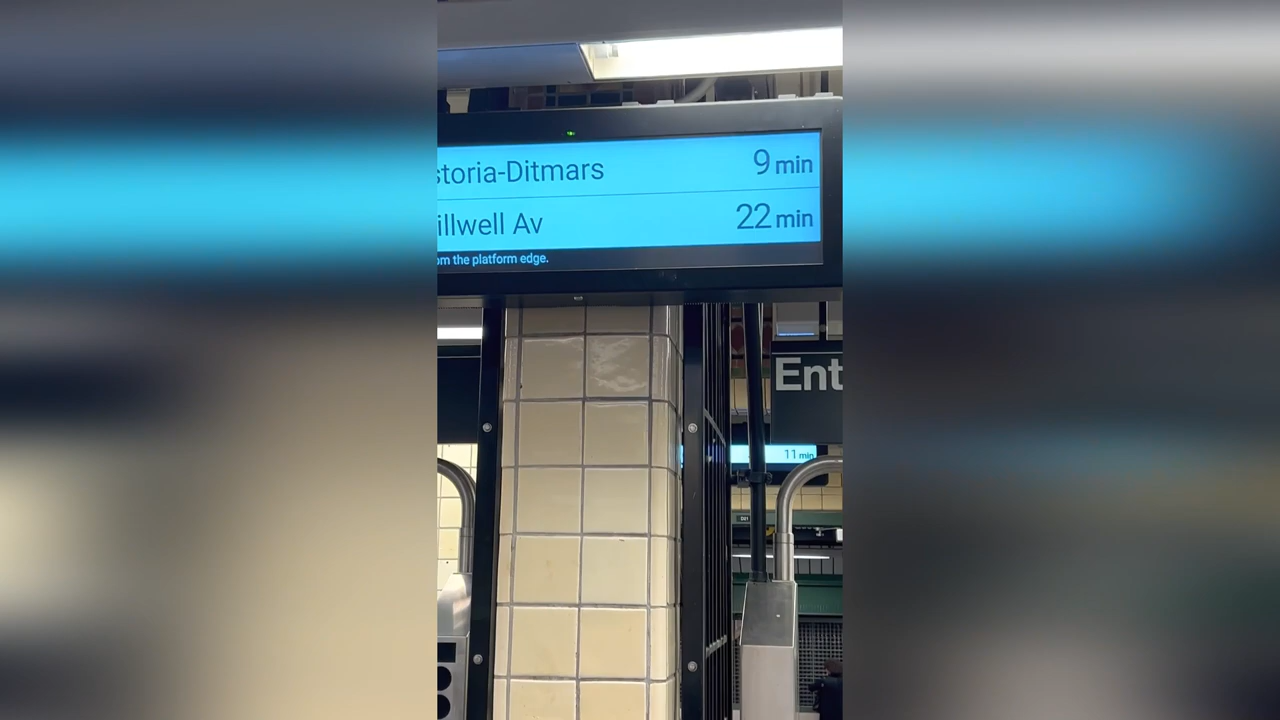 storia-Ditmars 9 min
illwell Av 22 min
om the platform edge.
Ent
11 min